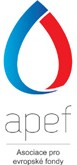 apef
Asociace pro
evropské fondy